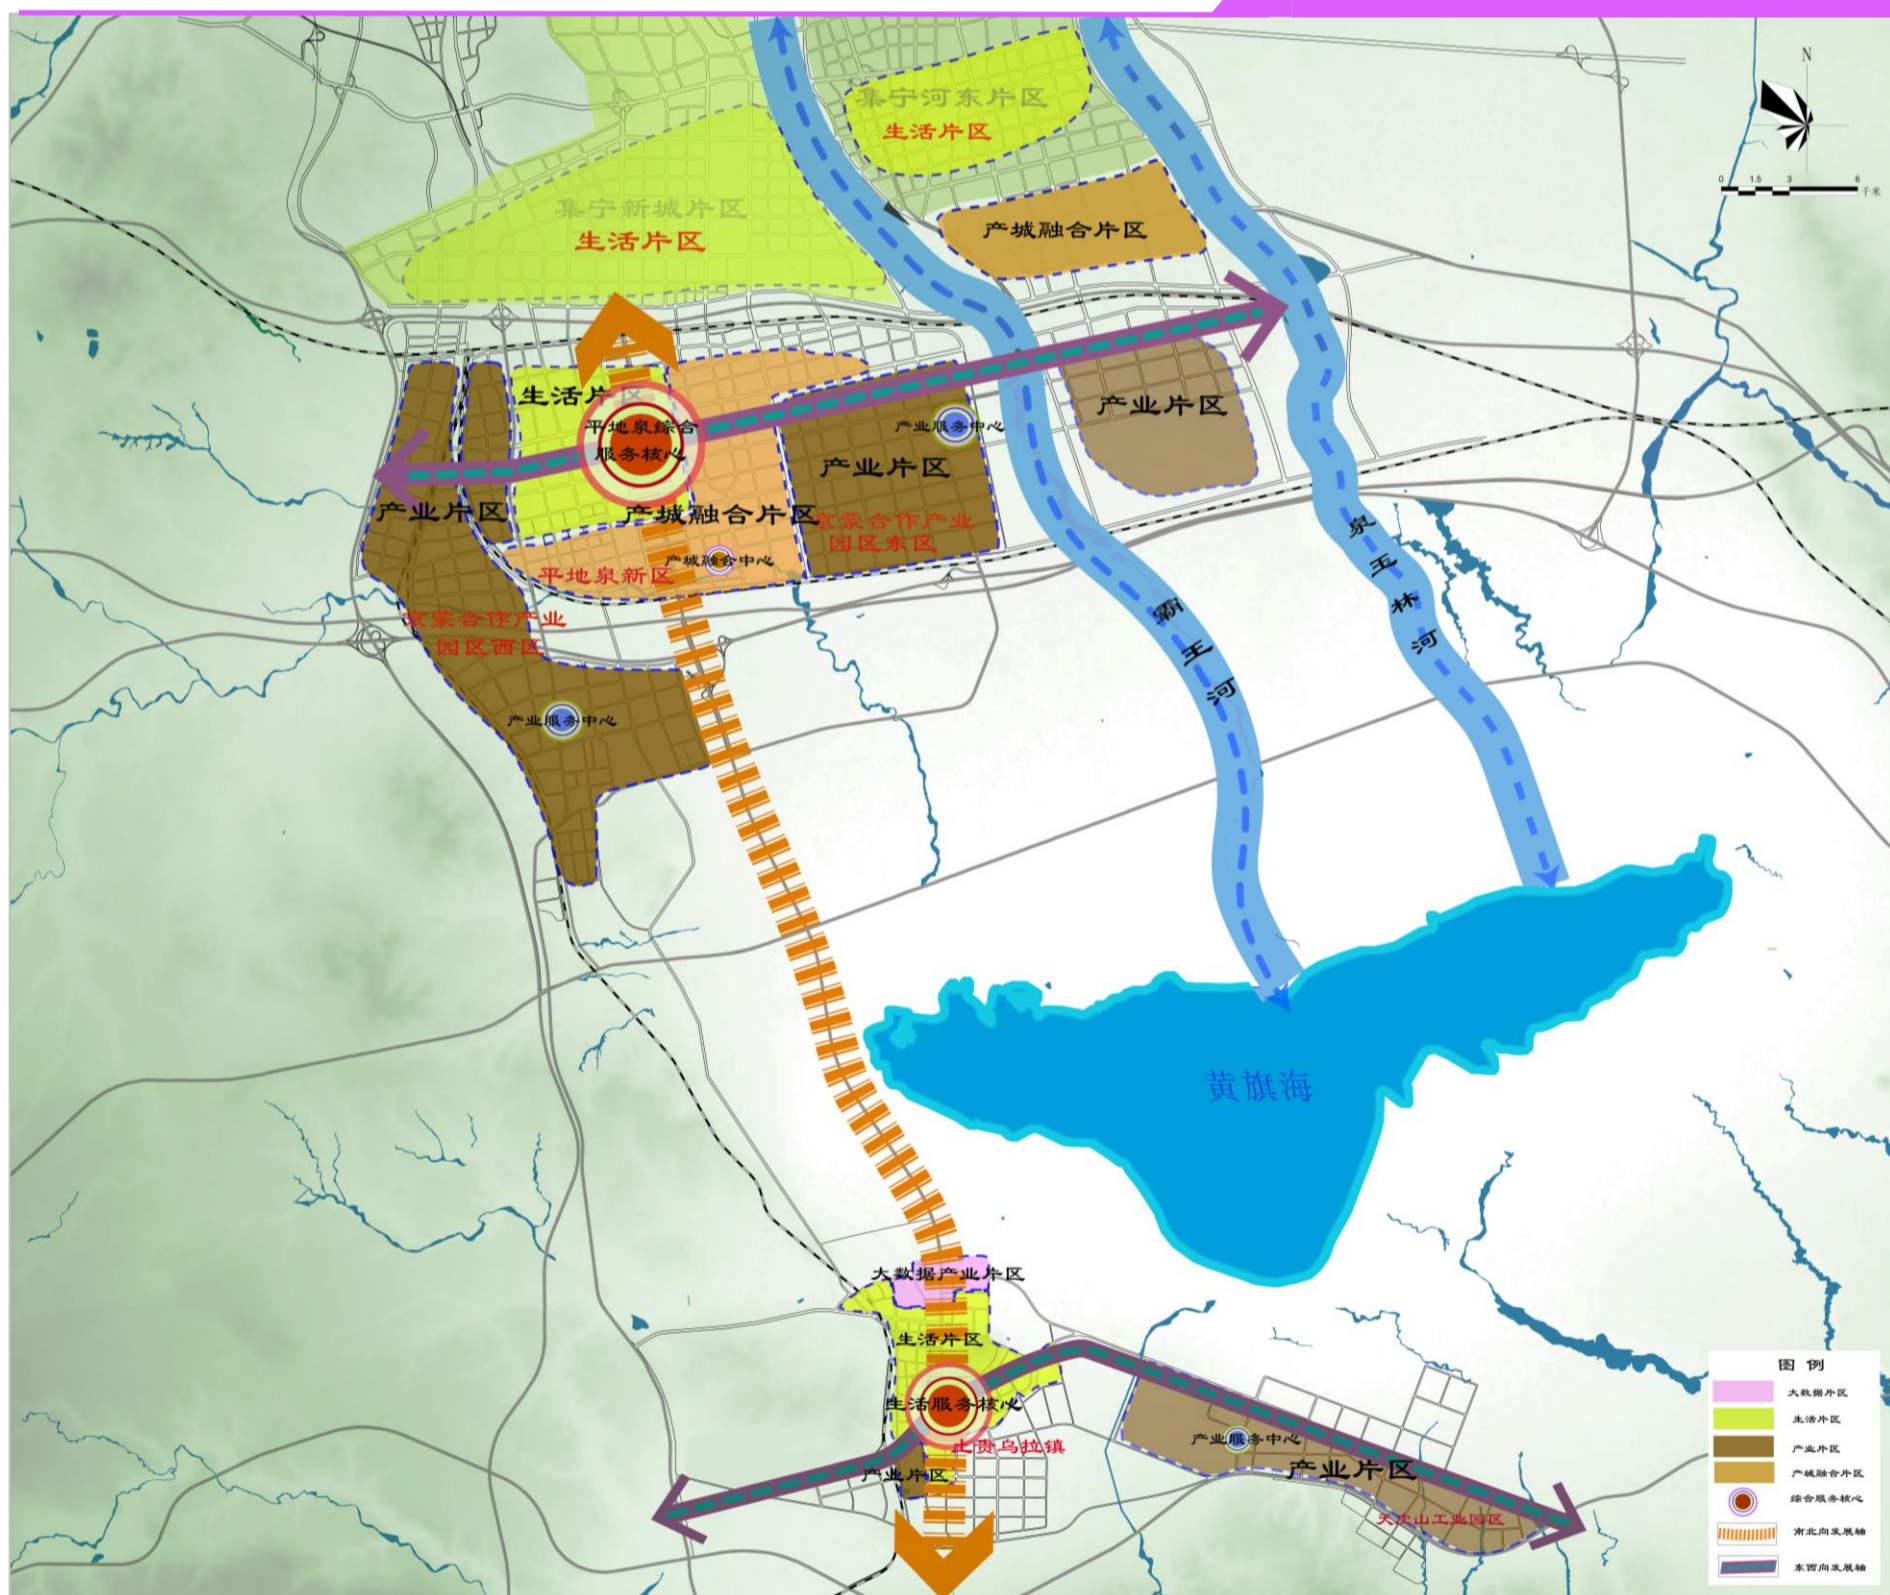 N
0 1.5 3 6
千米
集宁河东片区
生活片区
集宁新城片区
生活片区
产城融合片区
生活片区
平地泉综合
服务核心
产业服务中心
产业片区
产业片区
产业片区
产城融合片区
京蒙合作产业
园区东区
产城融合中心
平地泉新区
京蒙合作产业
园区西区
产业服务中心
霸王河
泉玉林河
黄旗海
大数据产业片区
生活片区
生活服务核心
土贵乌拉镇
产业片区
产业服务中心
产业片区
天皮山工业园区
图 例
大数据片区
生活片区
产业片区
产城融合片区
综合服务核心
南北向发展轴
东西向发展轴